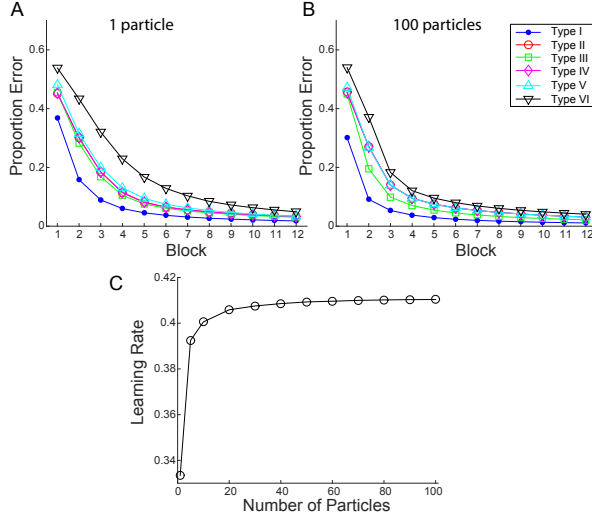 A
1 particle
Proportion Error
0.6
0.4
0.2
0
1 2 3 4 5 6 7 8 9 10 11 12
Block
B
100 particles
Proportion Error
0.6
0.4
0.2
0
1 2 3 4 5 6 7 8 9 10 11 12
Block
Type I
Type II
Type III
Type IV
Type V
Type VI
C
Learning Rate
0.42
0.4
0.38
0.36
0.34
0 20 40 60 80 100
Number of Particles